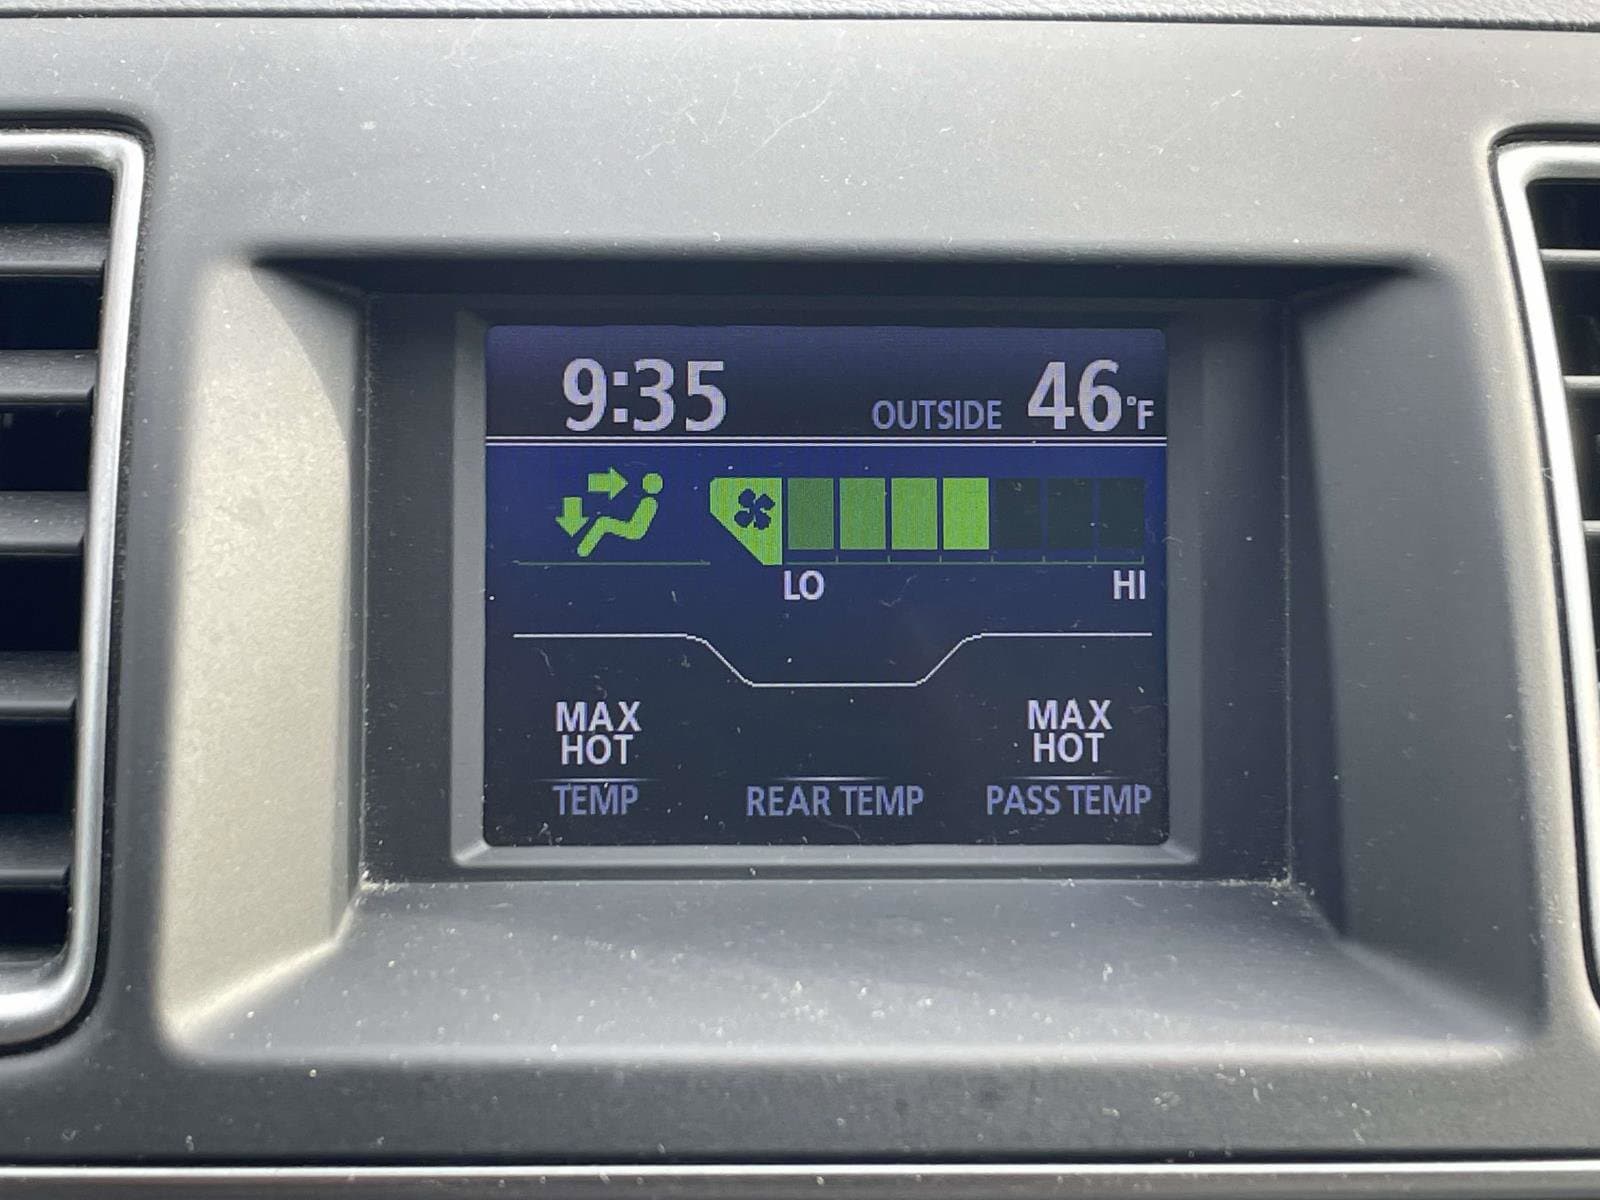 9:35 OUTSIDE 46°F
LO HI
MAX HOT MAX HOT
TEMP REAR TEMP PASS TEMP